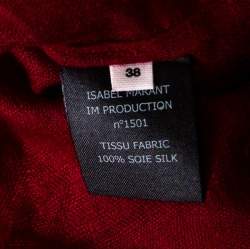 38
ISABEL MARANT
IM PRODUCTION
n°1501
TISSU FABRIC
100% SOIE SILK